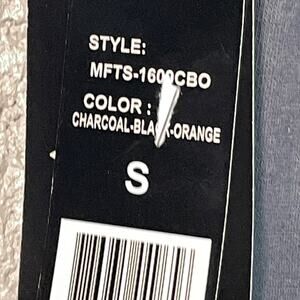 STYLE:
MFTS-1600CBO
COLOR :
CHARCOAL-BLACK-ORANGE
S